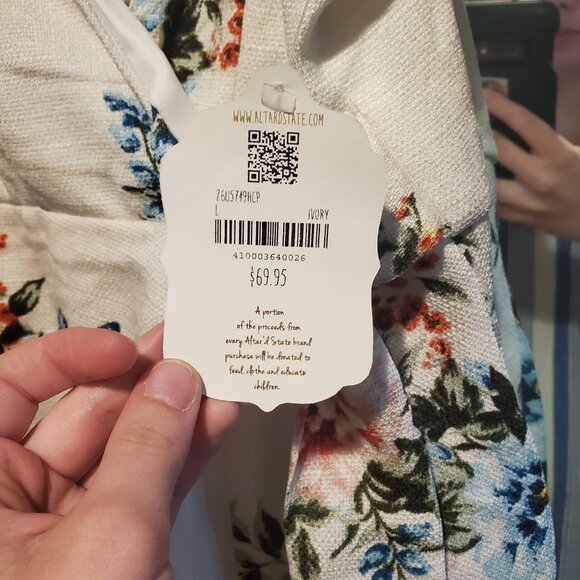 WWW.ALTARDSTATE.COM
26US749HCP
L IVORY
410003640026
$69.95
A portion
of the proceeds from
every Altar'd State brand
purchase will be donated to
feed, clothe and educate
children.